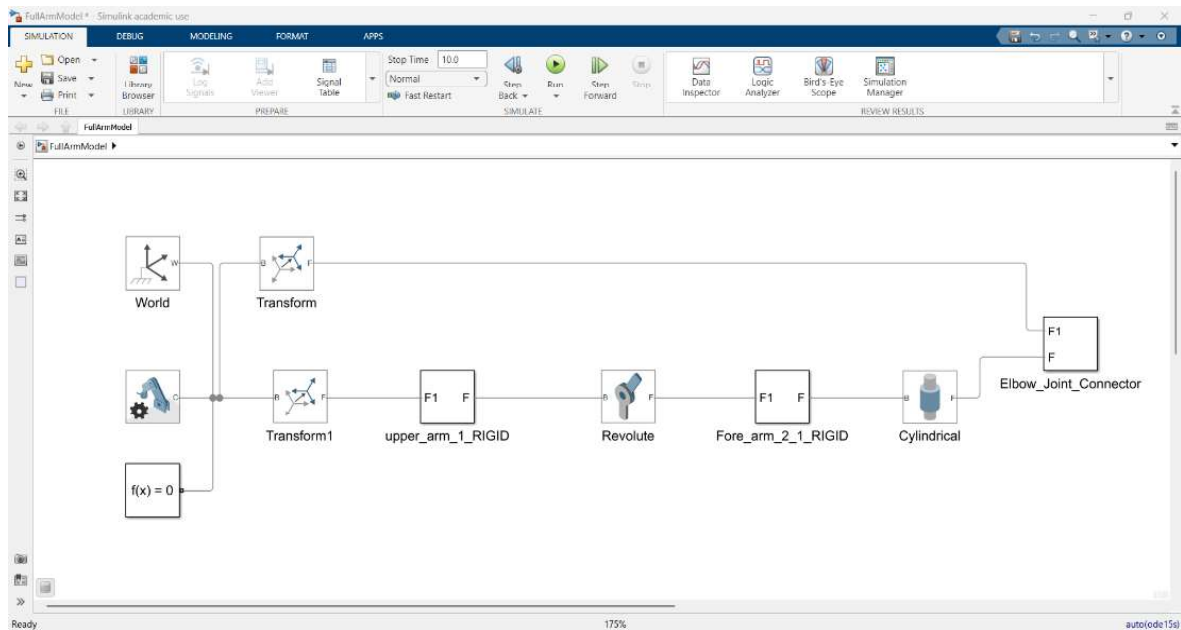 FullArmModel * - Simulink academic use
SIMULATION DEBUG MODELING FORMAT APPS
New
Open
Save
Print
FILE
Library Browser
LIBRARY
Log Signals
Add Viewer
Signal Table
PREPARE
Stop Time 10.0
Normal
Fast Restart
Step Back
Run
Step Forward
Stop
SIMULATE
Data Inspector
Logic Analyzer
Bird's-Eye Scope
Simulation Manager
REVIEW RESULTS
FullArmModel
FullArmModel
W
World
B F
Transform
F1
F
Elbow_Joint_Connector
C
B F
Transform1
F1 F
upper_arm_1_RIGID
B F
Revolute
F1 F
Fore_arm_2_1_RIGID
B F
Cylindrical
f(x) = 0
Ready 175% auto(ode15s)